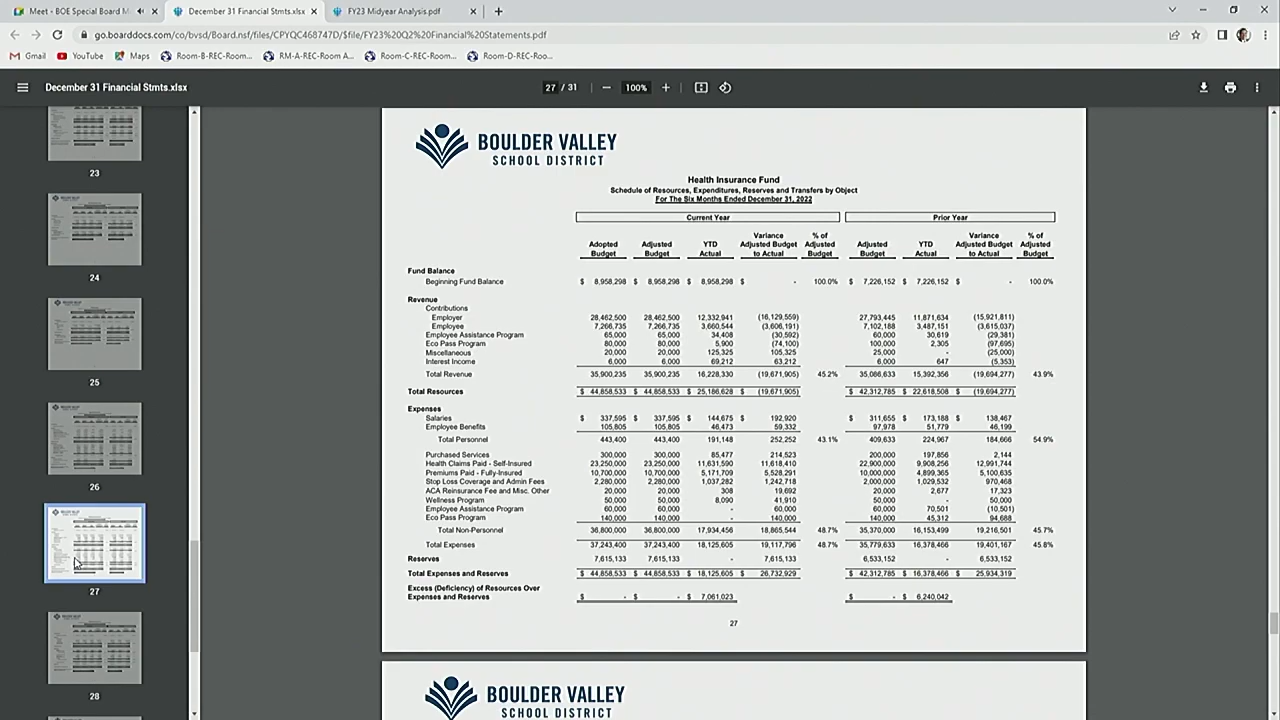 Meet - BOE Special Board M
December 31 Financial Stmts.xlsx
FY23 Midyear Analysis.pdf
go.boarddocs.com/co/bvsd/Board.nsf/files/CPYQC468747D/$file/FY23%20Q2%20Financial%20Statements.pdf
Gmail YouTube Maps Room-B-REC-Room... RM-A-REC-Room A... Room-C-REC-Room... Room-D-REC-Roo...
December 31 Financial Stmts.xlsx 27 / 31 100%
23
24
25
26
27
28
BOULDER VALLEY
SCHOOL DISTRICT
Health Insurance Fund
Schedule of Resources, Expenditures, Reserves and Transfers by Object
For The Six Months Ended December 31, 2022
Current Year Prior Year
Adopted Budget Adjusted Budget YTD Actual Variance Adjusted Budget to Actual % of Adjusted Budget Adjusted Budget YTD Actual Variance Adjusted Budget to Actual % of Adjusted Budget
Fund Balance
Beginning Fund Balance $ 8,958,298 $ 8,958,298 $ 8,958,298 $ - 100.0% $ 7,226,152 $ 7,226,152 $ - 100.0%
Revenue
Contributions
Employer 28,462,500 28,462,500 12,332,941 (16,129,559) 27,793,445 11,871,634 (15,921,811)
Employee 7,266,735 7,266,735 3,660,544 (3,606,191) 7,102,188 3,487,151 (3,615,037)
Employee Assistance Program 65,000 65,000 34,408 (30,592) 60,000 30,619 (29,381)
Eco Pass Program 80,000 80,000 5,900 (74,100) 100,000 2,305 (97,695)
Miscellaneous 20,000 20,000 125,325 105,325 25,000 - (25,000)
Interest Income 6,000 6,000 69,212 63,212 6,000 647 (5,353)
Total Revenue 35,900,235 35,900,235 16,228,330 (19,671,905) 45.2% 35,086,633 15,392,356 (19,694,277) 43.9%
Total Resources $ 44,858,533 $ 44,858,533 $ 25,186,628 $ (19,671,905) $ 42,312,785 $ 22,618,508 $ (19,694,277)
Expenses
Salaries $ 337,595 $ 337,595 $ 144,675 $ 192,920 $ 311,655 $ 173,188 $ 138,467
Employee Benefits 105,805 105,805 46,473 59,332 97,978 51,779 46,199
Total Personnel 443,400 443,400 191,148 252,252 43.1% 409,633 224,967 184,666 54.9%
Purchased Services 300,000 300,000 85,477 214,523 200,000 197,856 2,144
Health Claims Paid - Self-Insured 23,250,000 23,250,000 11,631,590 11,618,410 22,900,000 9,908,256 12,991,744
Premiums Paid - Fully-Insured 10,700,000 10,700,000 5,171,709 5,528,291 10,000,000 4,899,365 5,100,635
Stop Loss Coverage and Admin Fees 2,280,000 2,280,000 1,037,282 1,242,718 2,000,000 1,029,532 970,468
ACA Reinsurance Fee and Misc. Other 20,000 20,000 308 19,692 20,000 2,677 17,323
Wellness Program 50,000 50,000 8,090 41,910 50,000 - 50,000
Employee Assistance Program 60,000 60,000 - 60,000 60,000 70,501 (10,501)
Eco Pass Program 140,000 140,000 - 140,000 140,000 45,312 94,688
Total Non-Personnel 36,800,000 36,800,000 17,934,456 18,865,544 48.7% 35,370,000 16,153,499 19,216,501 45.7%
Total Expenses 37,243,400 37,243,400 18,125,605 19,117,796 48.7% 35,779,633 16,378,466 19,401,167 45.8%
Reserves 7,615,133 7,615,133 - 7,615,133 6,533,152 - 6,533,152
Total Expenses and Reserves $ 44,858,533 $ 44,858,533 $ 18,125,605 $ 26,732,929 $ 42,312,785 $ 16,378,466 $ 25,934,319
Excess (Deficiency) of Resources Over
Expenses and Reserves $ - $ - $ 7,061,023 $ - $ 6,240,042
27
BOULDER VALLEY
SCHOOL DISTRICT